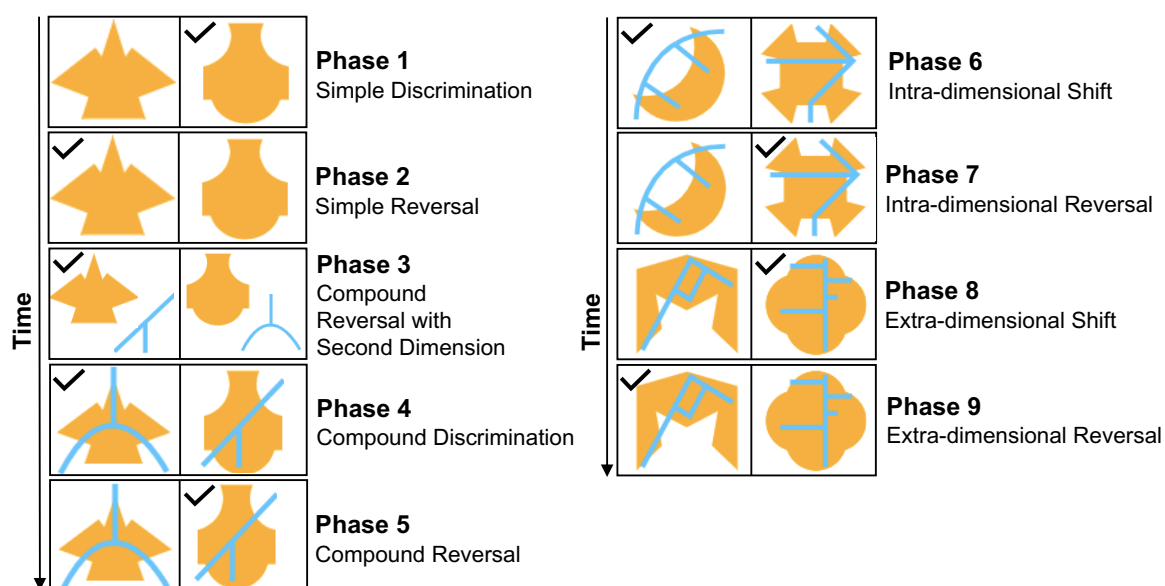 Time
Phase 1
Simple Discrimination
Phase 2
Simple Reversal
Phase 3
Compound
Reversal with
Second Dimension
Phase 4
Compound Discrimination
Phase 5
Compound Reversal
Time
Phase 6
Intra-dimensional Shift
Phase 7
Intra-dimensional Reversal
Phase 8
Extra-dimensional Shift
Phase 9
Extra-dimensional Reversal